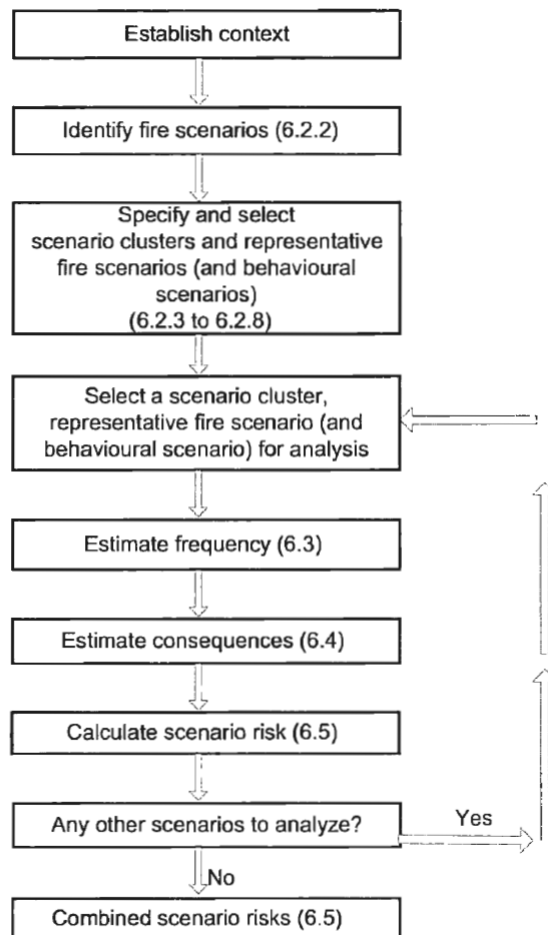 Establish context
Identify fire scenarios (6.2.2)
Specify and select
scenario clusters and representative
fire scenarios (and behavioural
scenarios)
(6.2.3 to 6.2.8)
Select a scenario cluster,
representative fire scenario (and
behavioural scenario) for analysis
Estimate frequency (6.3)
Estimate consequences (6.4)
Calculate scenario risk (6.5)
Any other scenarios to analyze?
Yes
No
Combined scenario risks (6.5)